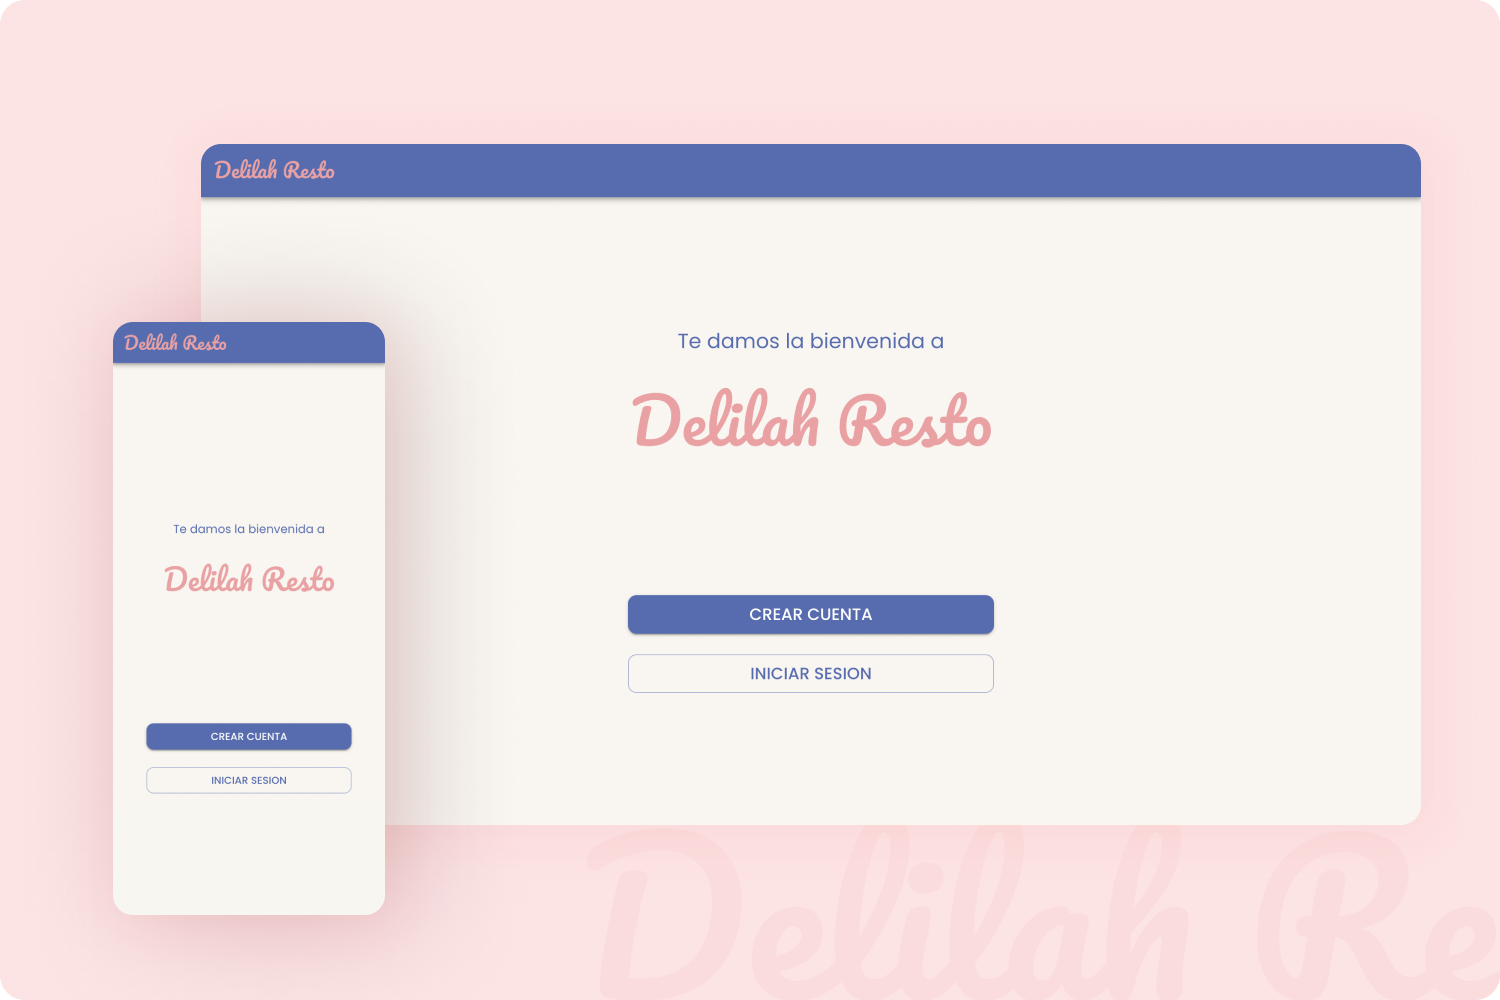 Delilah Resto
Te damos la bienvenida a
Delilah Resto
CREAR CUENTA
INICIAR SESION
Delilah Resto
Te damos la bienvenida a
Delilah Resto
CREAR CUENTA
INICIAR SESION
Delilah Re